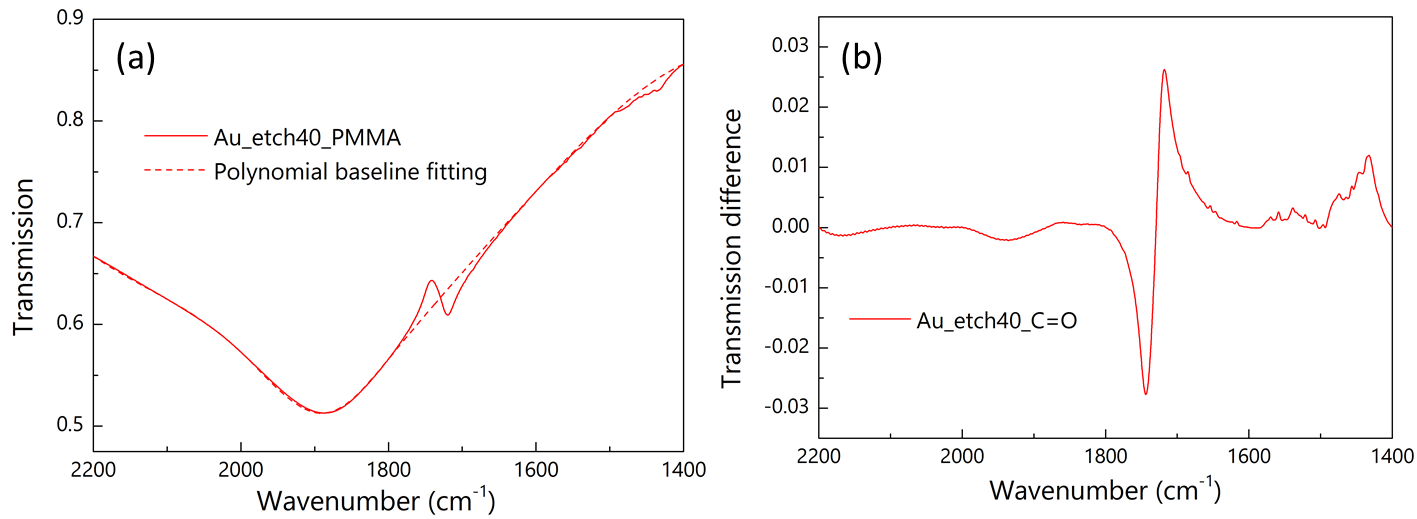 (a)
0.9
0.8
0.7
0.6
0.5
Transmission
Au_etch40_PMMA
Polynomial baseline fitting
2200
2000
1800
1600
1400
Wavenumber (cm⁻¹)
(b)
0.03
0.02
0.01
0.00
-0.01
-0.02
-0.03
Transmission difference
Au_etch40_C=O
2200
2000
1800
1600
1400
Wavenumber (cm⁻¹)